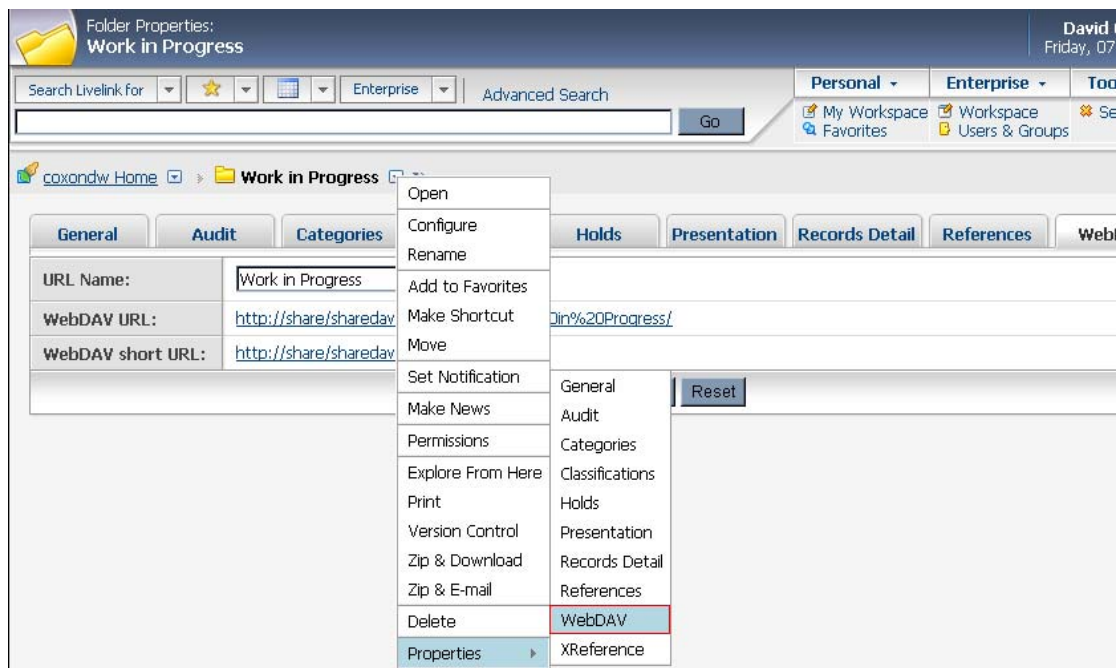 Folder Properties:
Work in Progress
David
Friday, 07
Search Livelink for
Enterprise
Advanced Search
Go
Personal
Enterprise
My Workspace
Favorites
Workspace
Users & Groups
coxondw Home
Work in Progress
General
Audit
Categories
Holds
Presentation
Records Detail
References
URL Name:
Work in Progress
WebDAV URL:
http://share/sharedav
in%20Progress/
WebDAV short URL:
http://share/sharedav
Reset
Open
Configure
Rename
Add to Favorites
Make Shortcut
Move
Set Notification
Make News
Permissions
Explore From Here
Print
Version Control
Zip & Download
Zip & E-mail
Delete
Properties
General
Audit
Categories
Classifications
Holds
Presentation
Records Detail
References
WebDAV
XReference